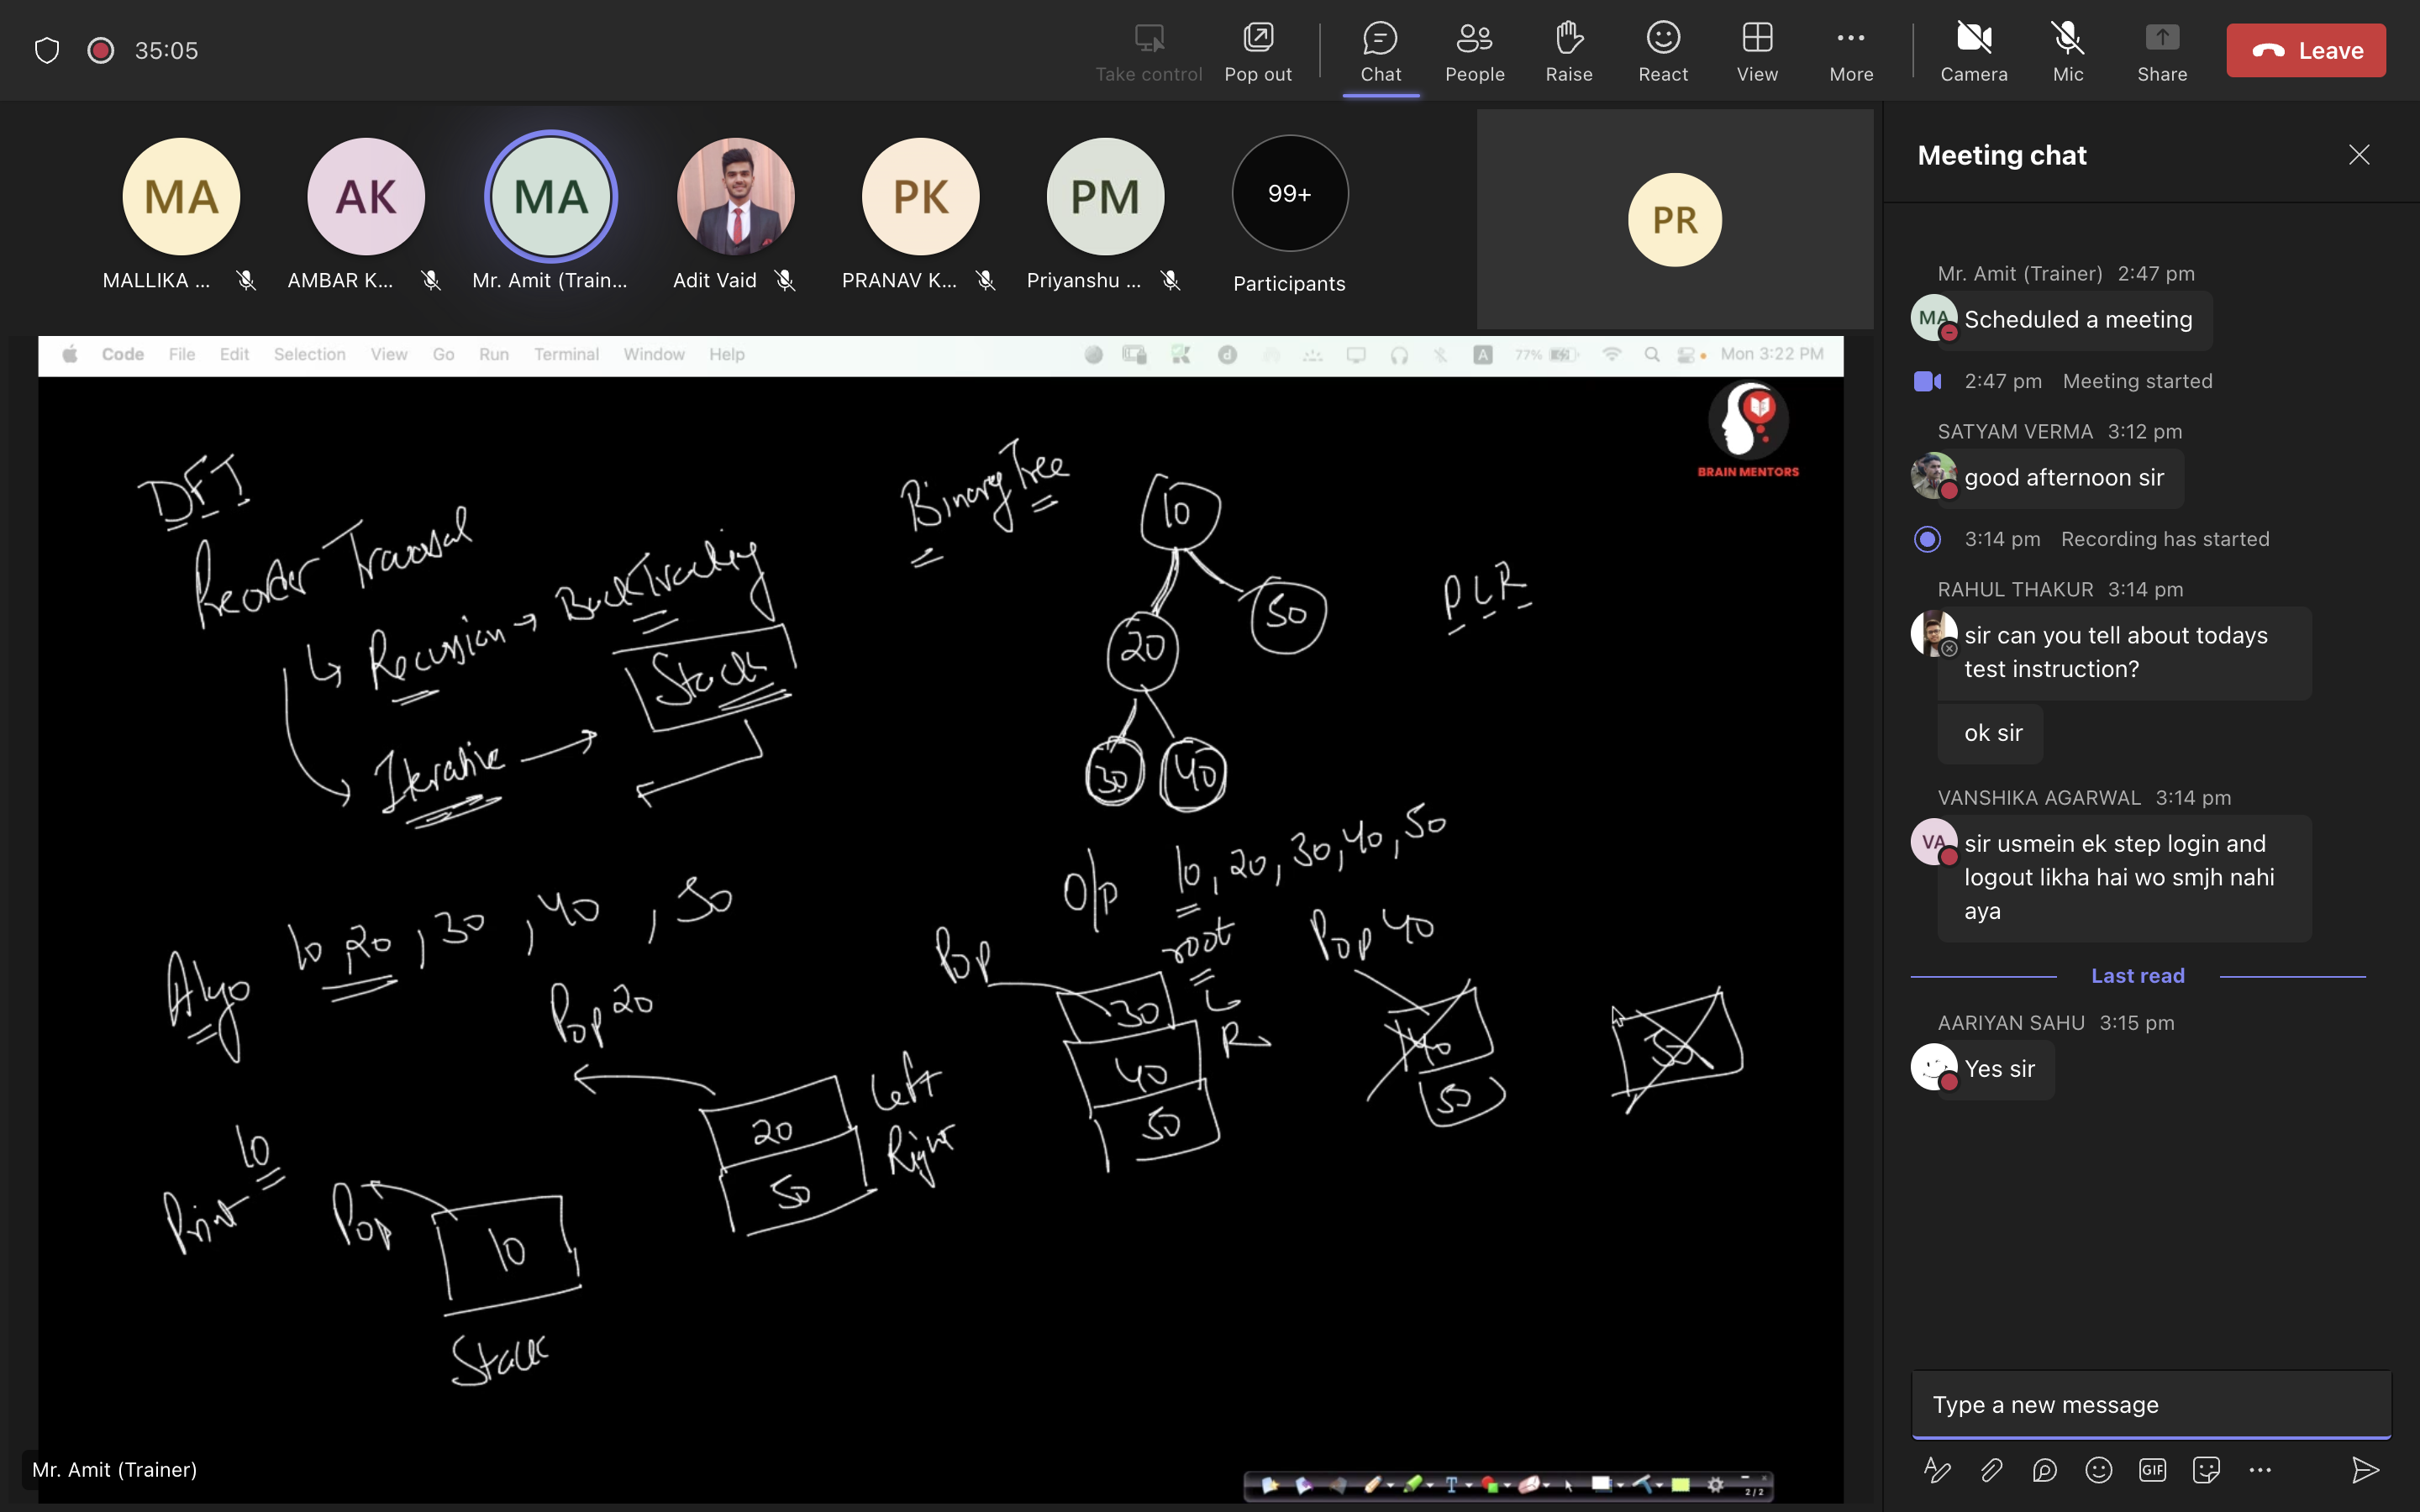 35:05
Take control
Pop out
Chat
People
Raise
React
View
More
Camera
Mic
Share
Leave
MA
AK
MA
PK
PM
99+
PR
MALLIKA ...
AMBAR K...
Mr. Amit (Train...
Adit Vaid
PRANAV K...
Priyanshu ...
Participants
Code File Edit Selection View Go Run Terminal Window Help
A 77% Mon 3:22 PM
BRAIN MENTORS
DFT
Preorder Traversal
Recursion → BackTracking
Stack
Iterative →
Binary Tree
10
20
50
30
40
PLR
O/p 10, 20, 30, 40, 50
Algo 10, 20, 30, 40, 50
Pop 20
Pop
root
L
R
30
40
50
Pop 40
40
50
50
20
50
Left
Right
Print 10
Pop
10
Stack
Mr. Amit (Trainer)
2 / 2
Meeting chat
Mr. Amit (Trainer) 2:47 pm
MA
Scheduled a meeting
2:47 pm Meeting started
SATYAM VERMA 3:12 pm
good afternoon sir
3:14 pm Recording has started
RAHUL THAKUR 3:14 pm
sir can you tell about todays
test instruction?
ok sir
VANSHIKA AGARWAL 3:14 pm
VA
sir usmein ek step login and
logout likha hai wo smjh nahi
aya
Last read
AARIYAN SAHU 3:15 pm
Yes sir
Type a new message
GIF